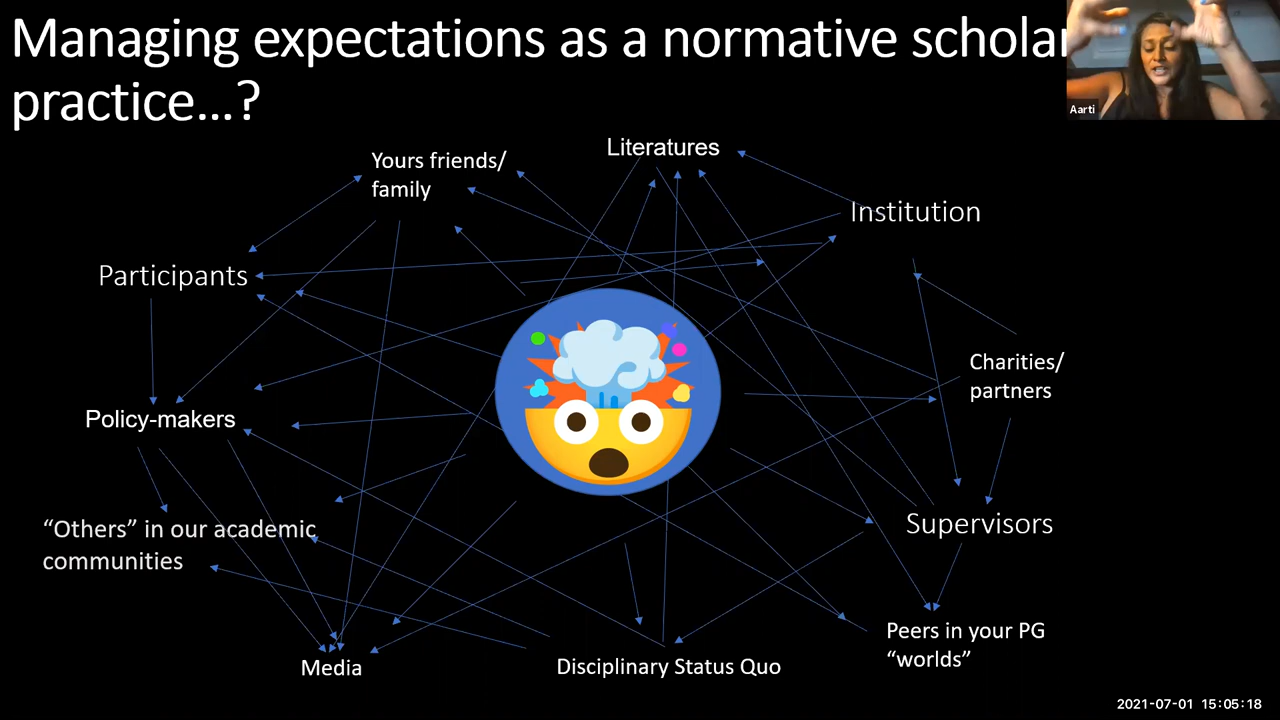 Managing expectations as a normative scholar
practice...?
Aarti
Yours friends/
family
Literatures
Institution
Participants
Charities/
partners
Policy-makers
"Others" in our academic
communities
Supervisors
Peers in your PG
"worlds"
Media
Disciplinary Status Quo
2021-07-01 15:05:18